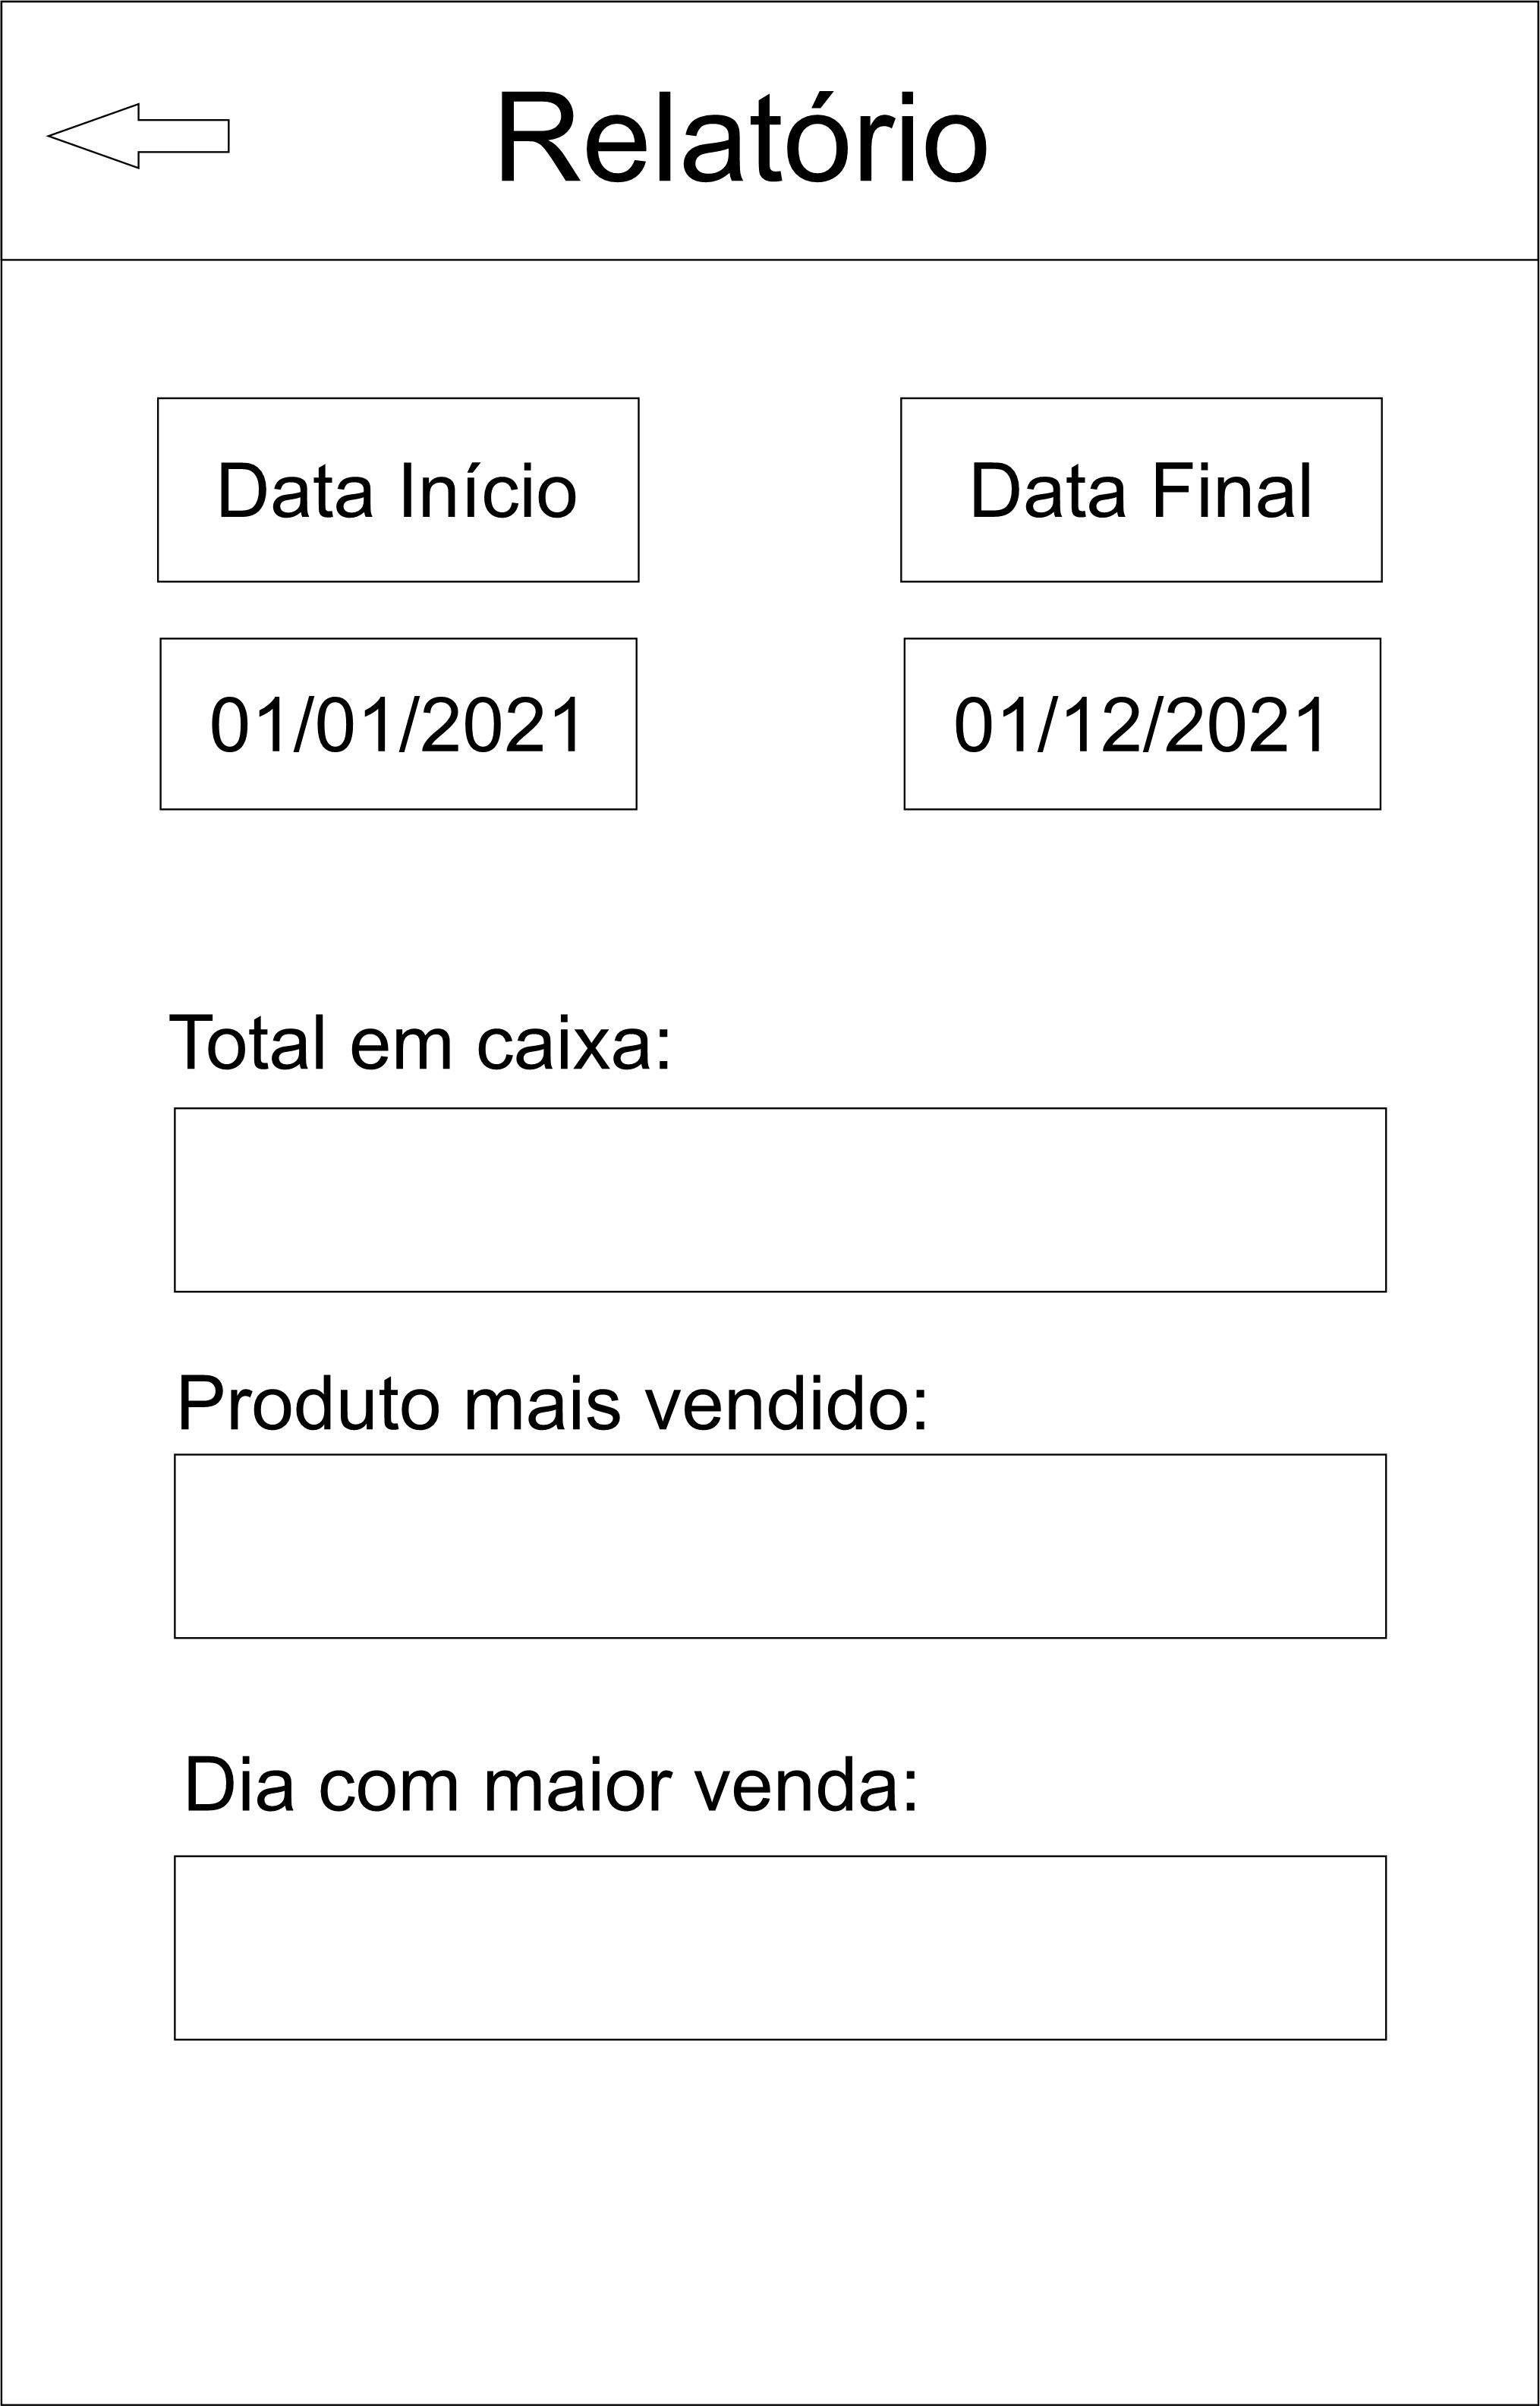 Relatório
Data Início
Data Final
01/01/2021
01/12/2021
Total em caixa:
Produto mais vendido:
Dia com maior venda: